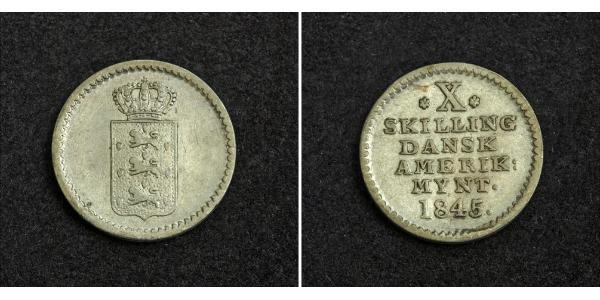 * X *
SKILLING
DANSK
AMERIK:
MYNT.
1845.